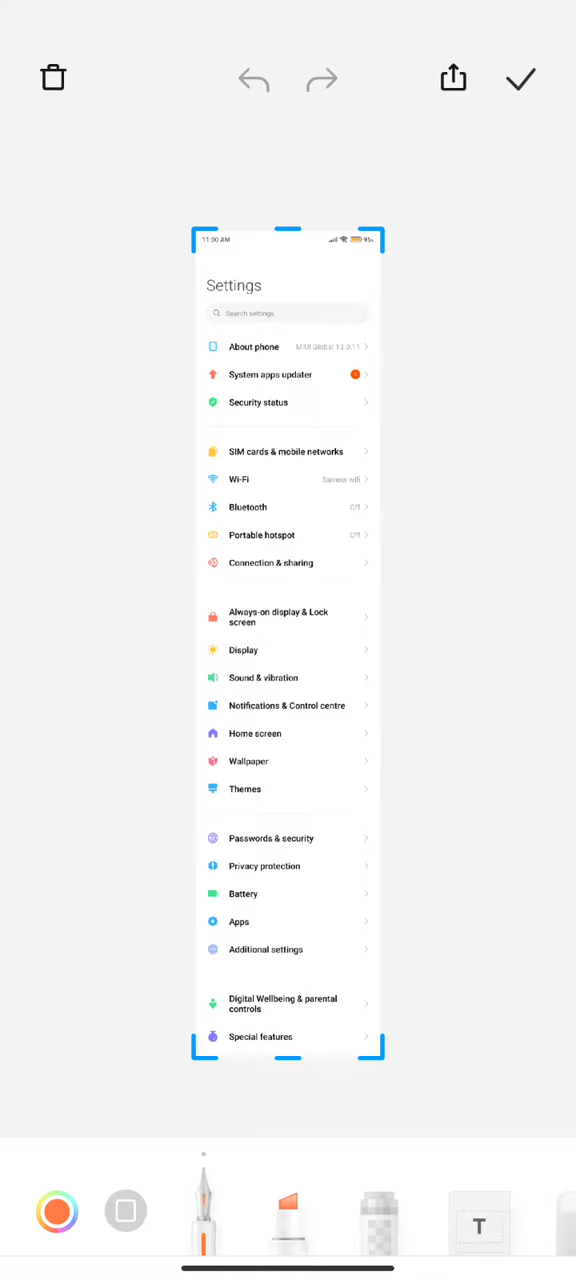 11:00 AM 95%
Settings
Search settings
About phone MIUI Global 13.0.11
System apps updater
Security status
SIM cards & mobile networks
Wi-Fi Sameer wifi
Bluetooth Off
Portable hotspot Off
Connection & sharing
Always-on display & Lock
screen
Display
Sound & vibration
Notifications & Control centre
Home screen
Wallpaper
Themes
Passwords & security
Privacy protection
Battery
Apps
Additional settings
Digital Wellbeing & parental
controls
Special features
T